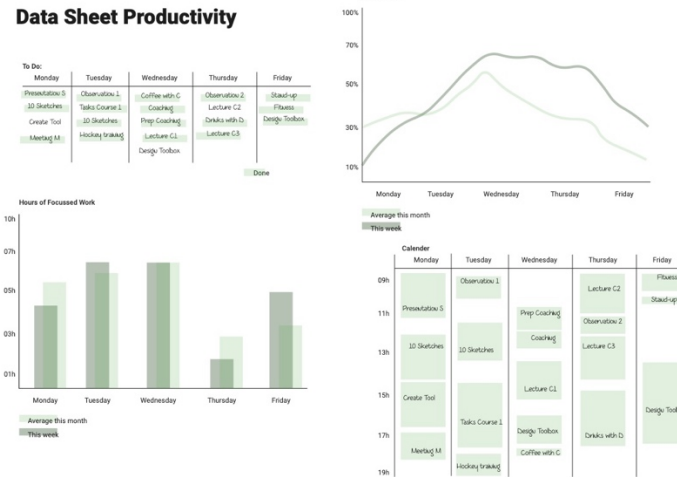 Data Sheet Productivity
To Do:
Monday Tuesday Wednesday Thursday Friday
Presentation S Observation 1 Coffee with C Observation 2 Stand-up
10 Sketches Tasks Course 1 Coaching Lecture C2 Fitness
Create Tool 10 Sketches Prep Coaching Drinks with D Design Toolbox
Meeting M Hockey training Lecture C1 Lecture C3
Design Toolbox
Done
100%
70%
50%
30%
10%
Monday Tuesday Wednesday Thursday Friday
Average this month
This week
Hours of Focussed Work
10h
07h
05h
03h
01h
Monday Tuesday Wednesday Thursday Friday
Average this month
This week
Calender
Monday Tuesday Wednesday Thursday Friday
09h Observation 1 Fitness
Lecture C2
Stand-up
Presentation S
11h Prep Coaching
Observation 2
Coaching
13h 10 Sketches 10 Sketches Lecture C3
15h Create Tool Lecture C1
Design Tool
Tasks Course 1
17h Design Toolbox Drinks with D
Meeting M Coffee with C
Hockey training
19h